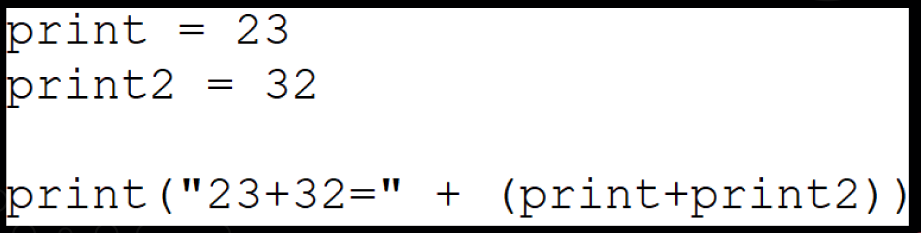 print = 23
print2 = 32
print("23+32=" + (print+print2))